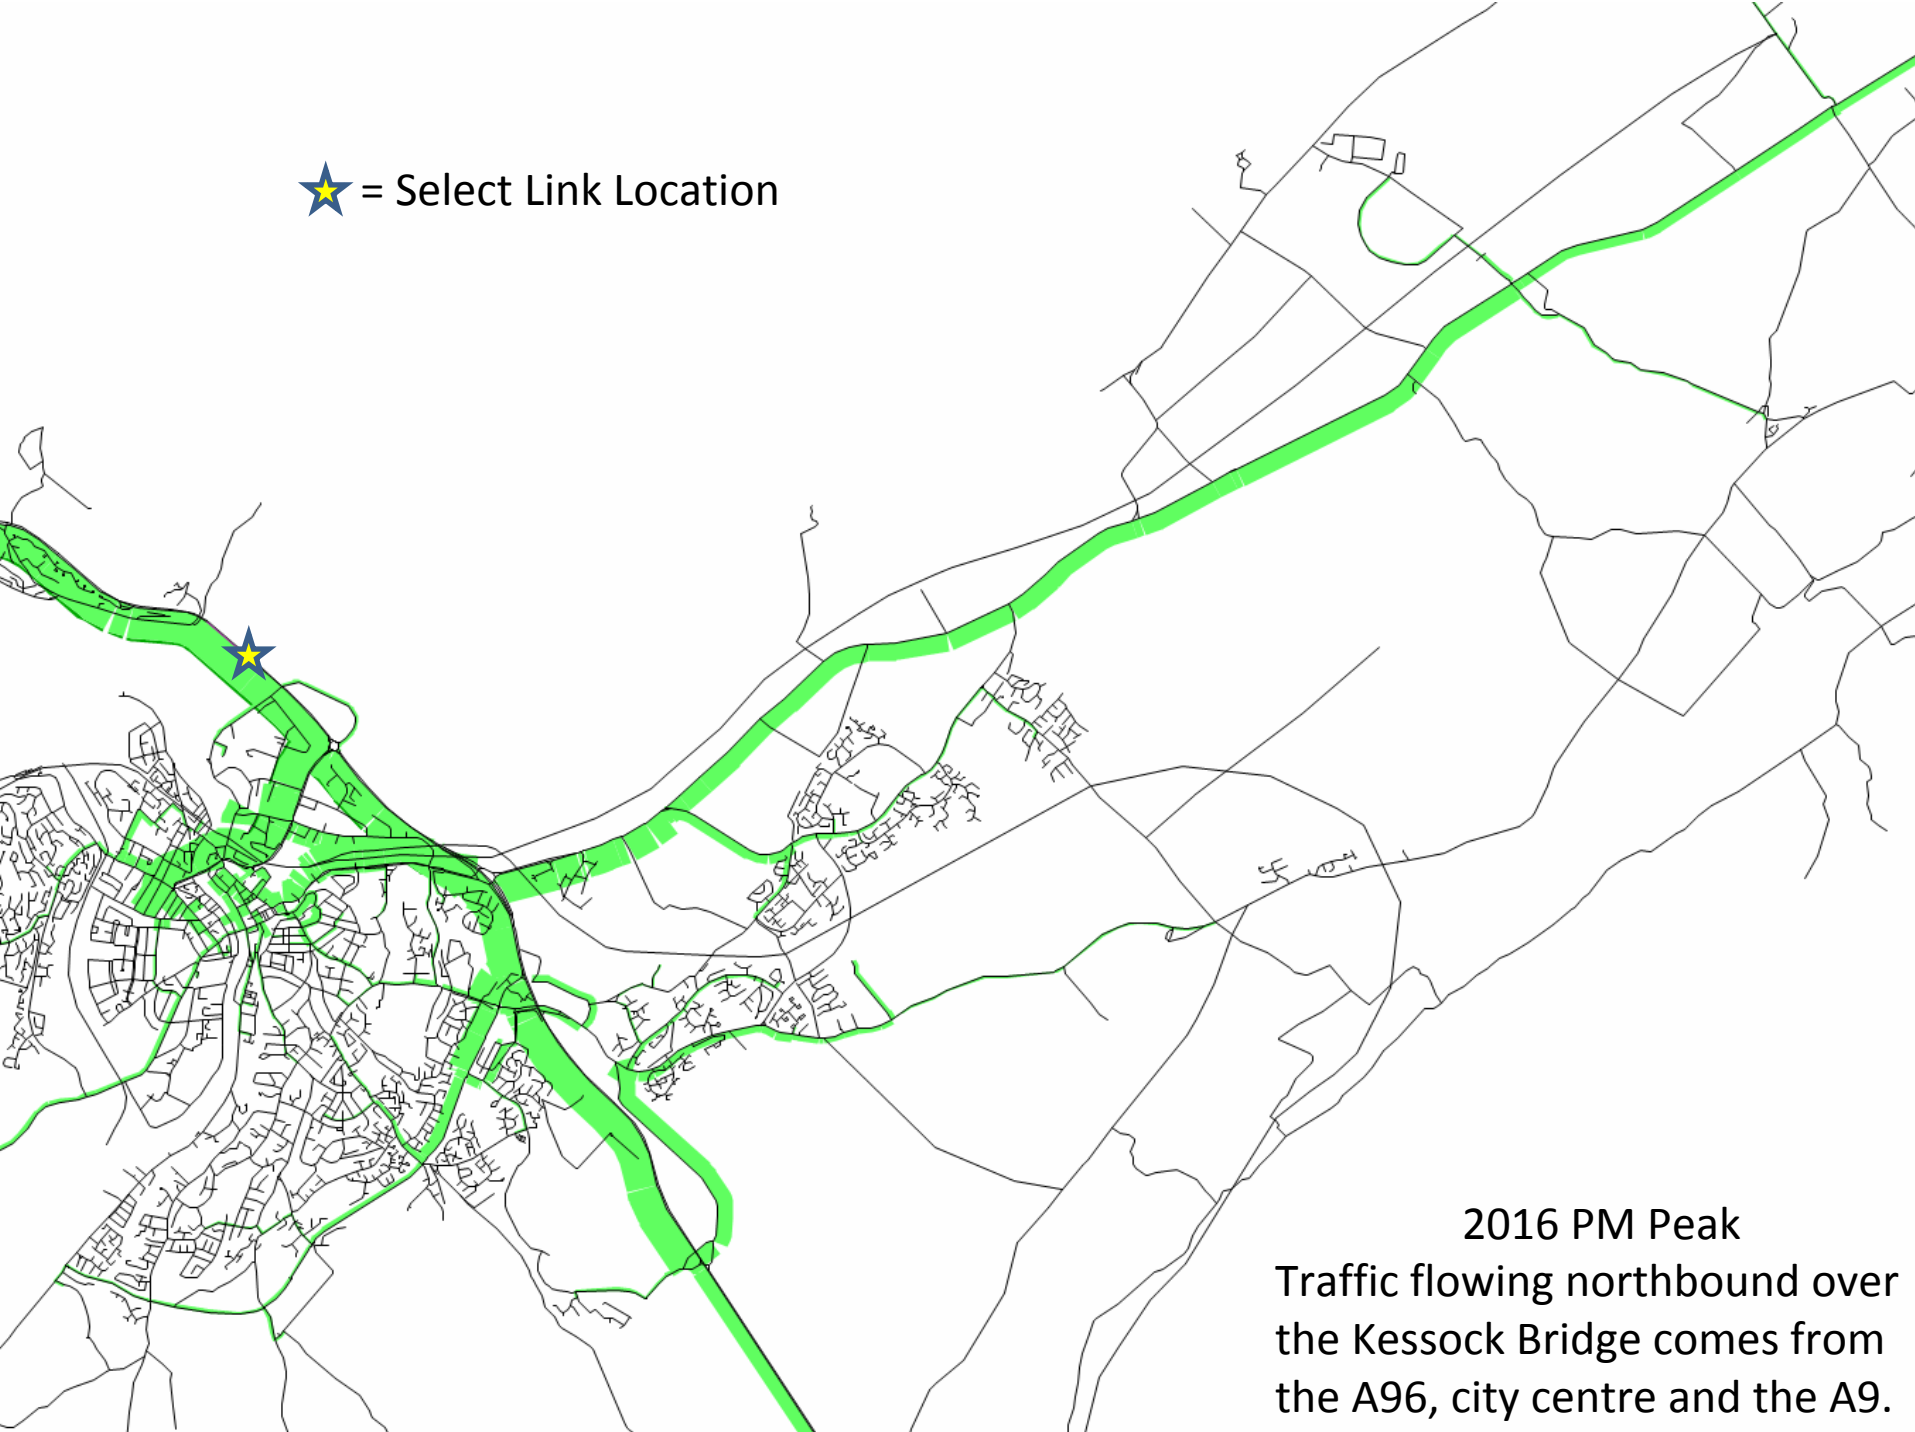 = Select Link Location
2016 PM Peak
Traffic flowing northbound over
the Kessock Bridge comes from
the A96, city centre and the A9.